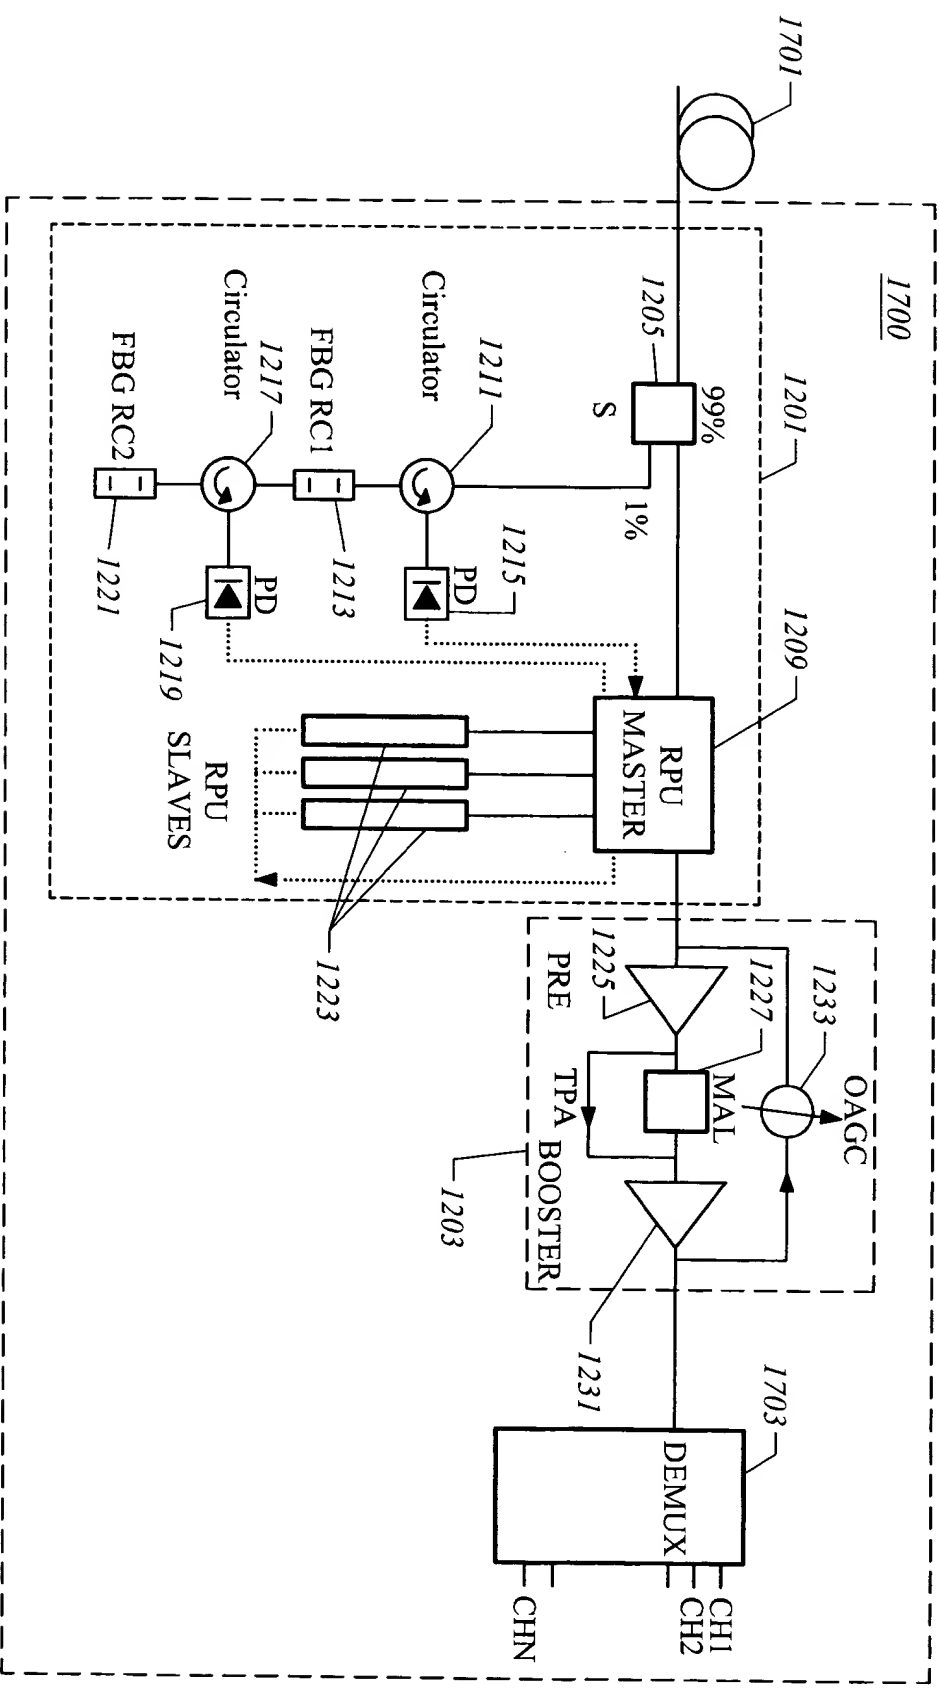 1700
1701
1201
1205
99%
S
1%
1209
1211
Circulator
1215
PD
RPU
MASTER
FBG RC1
1213
1217
Circulator
PD
1219
FBG RC2
1221
RPU
SLAVES
1223
1225
PRE
1227
MAL
TPA
1233
OAGC
BOOSTER
1203
1231
1703
DEMUX
CH1
CH2
CHN